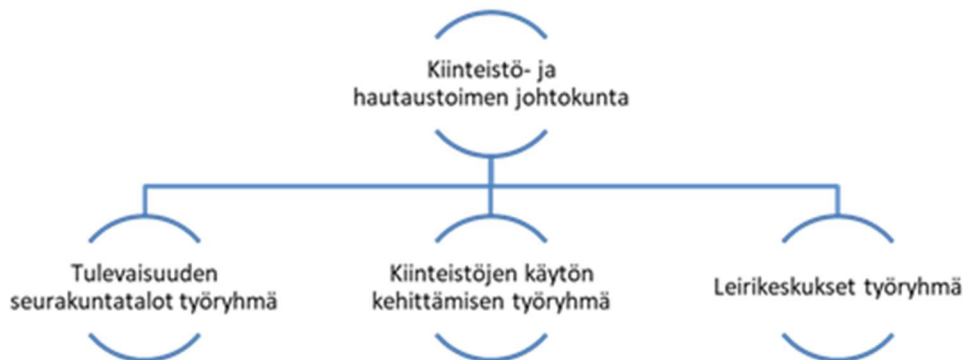 Kiinteistö- ja
hautaustoimen johtokunta
Tulevaisuuden
seurakuntatalot työryhmä
Kiinteistöjen käytön
kehittämisen työryhmä
Leirikeskukset työryhmä